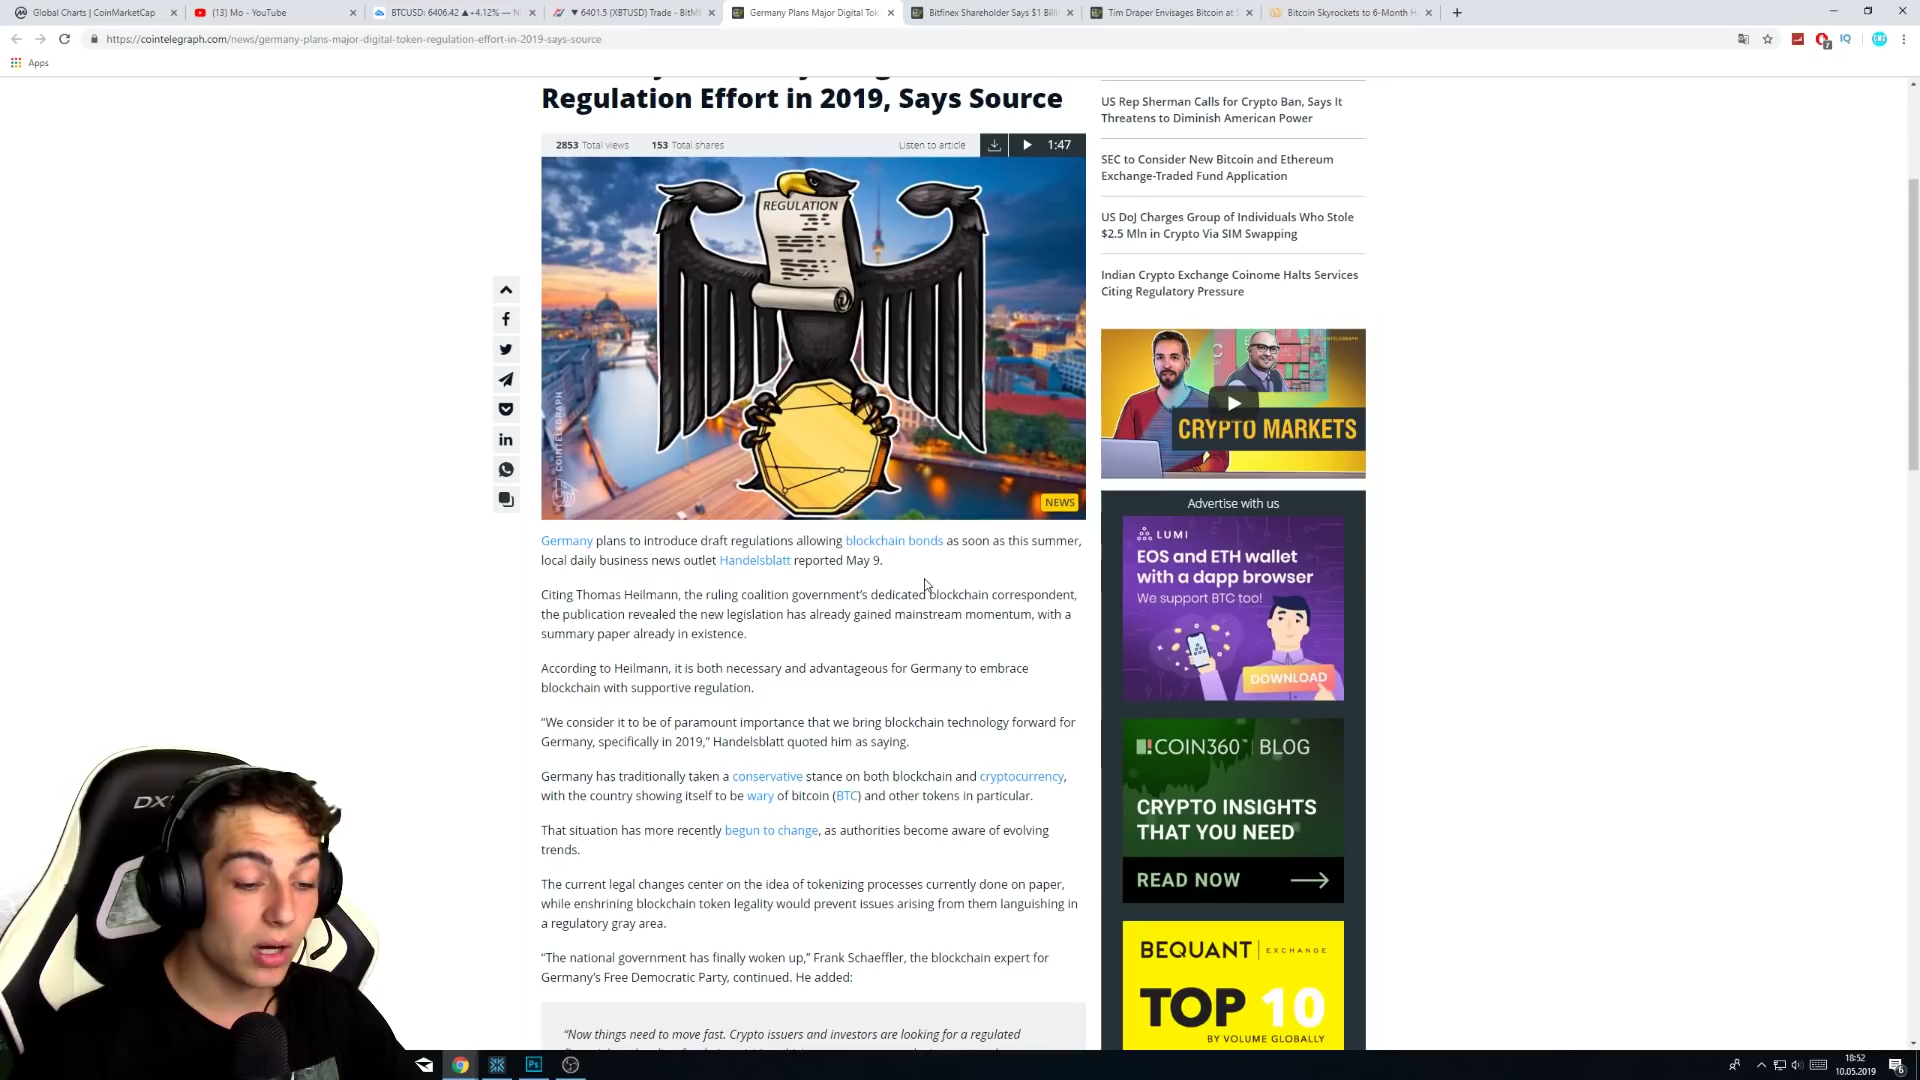 Global Charts | CoinMarketCap
(13) Mo - YouTube
BTCUSD: 6406.42 ▲+4.12% —
▼ 6401.5 (XBTUSD) Trade - BitME
Germany Plans Major Digital Tok
Bitfinex Shareholder Says $1 Billi
Tim Draper Envisages Bitcoin at
Bitcoin Skyrockets to 6-Month H
https://cointelegraph.com/news/germany-plans-major-digital-token-regulation-effort-in-2019-says-source
7
IQ
Apps
Regulation Effort in 2019, Says Source
2853 Total views
153 Total shares
Listen to article
1:47
REGULATION
COINTELEGRAPH
NEWS
Germany plans to introduce draft regulations allowing blockchain bonds as soon as this summer,
local daily business news outlet Handelsblatt reported May 9.
Citing Thomas Heilmann, the ruling coalition government’s dedicated blockchain correspondent,
the publication revealed the new legislation has already gained mainstream momentum, with a
summary paper already in existence.
According to Heilmann, it is both necessary and advantageous for Germany to embrace
blockchain with supportive regulation.
“We consider it to be of paramount importance that we bring blockchain technology forward for
Germany, specifically in 2019,” Handelsblatt quoted him as saying.
Germany has traditionally taken a conservative stance on both blockchain and cryptocurrency,
with the country showing itself to be wary of bitcoin (BTC) and other tokens in particular.
That situation has more recently begun to change, as authorities become aware of evolving
trends.
The current legal changes center on the idea of tokenizing processes currently done on paper,
while enshrining blockchain token legality would prevent issues arising from them languishing in
a regulatory gray area.
“The national government has finally woken up,” Frank Schaeffler, the blockchain expert for
Germany’s Free Democratic Party, continued. He added:
“Now things need to move fast. Crypto issuers and investors are looking for a regulated
US Rep Sherman Calls for Crypto Ban, Says It
Threatens to Diminish American Power
SEC to Consider New Bitcoin and Ethereum
Exchange-Traded Fund Application
US DoJ Charges Group of Individuals Who Stole
$2.5 Mln in Crypto Via SIM Swapping
Indian Crypto Exchange Coinome Halts Services
Citing Regulatory Pressure
COINTELEGRAPH
CRYPTO MARKETS
Advertise with us
LUMI
EOS and ETH wallet
with a dapp browser
We support BTC too!
DOWNLOAD
COIN360™ | BLOG
CRYPTO INSIGHTS
THAT YOU NEED
READ NOW
BEQUANT | EXCHANGE
TOP 10
BY VOLUME GLOBALLY
DX
Ps
18:52
10.05.2019
6